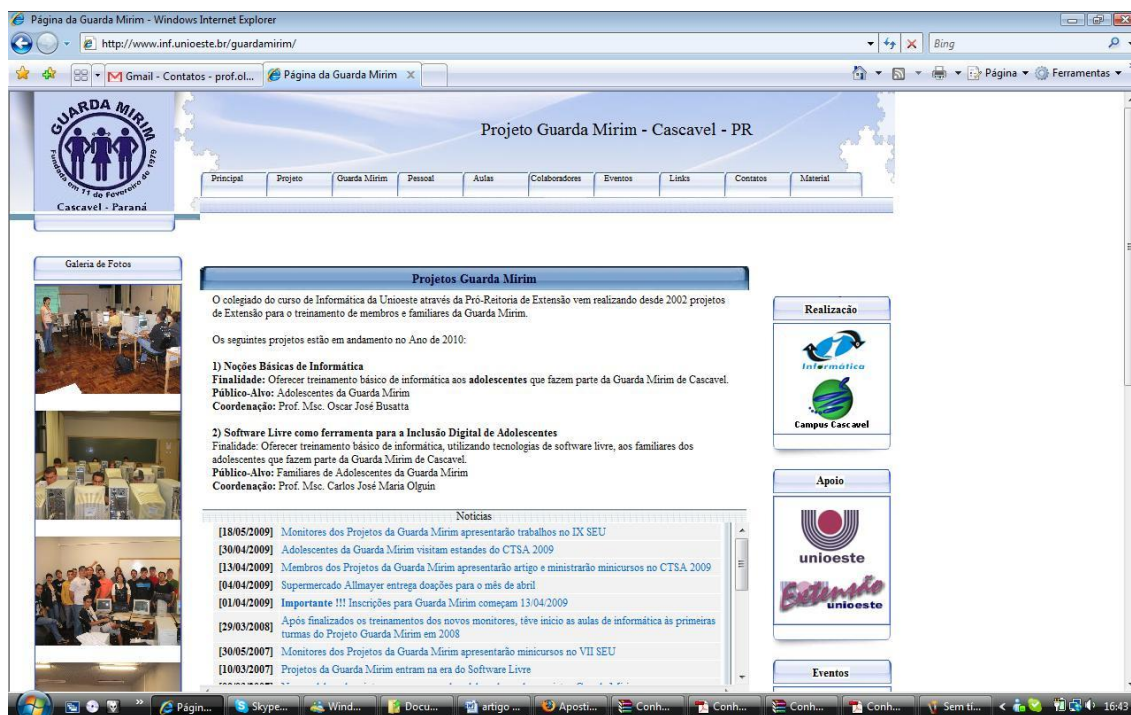 Página da Guarda Mirim - Windows Internet Explorer
http://www.inf.unioeste.br/guardamirim/
Bing
Gmail - Contatos - prof.ol...
Página da Guarda Mirim
Página
Ferramentas
GUARDA MIRIM
Fundada em 11 de Fevereiro de 1979
Cascavel - Paraná
Projeto Guarda Mirim - Cascavel - PR
Principal
Projeto
Guarda Mirim
Pessoal
Aulas
Colaboradores
Eventos
Links
Contatos
Material
Galeria de Fotos
Projetos Guarda Mirim
O colegiado do curso de Informática da Unioeste através da Pró-Reitoria de Extensão vem realizando desde 2002 projetos
de Extensão para o treinamento de membros e familiares da Guarda Mirim.
Os seguintes projetos estão em andamento no Ano de 2010:
1) Noções Básicas de Informática
Finalidade: Oferecer treinamento básico de informática aos adolescentes que fazem parte da Guarda Mirim de Cascavel.
Público-Alvo: Adolescentes da Guarda Mirim
Coordenação: Prof. Msc. Oscar José Busatta
2) Software Livre como ferramenta para a Inclusão Digital de Adolescentes
Finalidade: Oferecer treinamento básico de informática, utilizando tecnologias de software livre, aos familiares dos
adolescentes que fazem parte da Guarda Mirim de Cascavel.
Público-Alvo: Familiares de Adolescentes da Guarda Mirim
Coordenação: Prof. Msc. Carlos José Maria Olguin
Noticias
[18/05/2009] Monitores dos Projetos da Guarda Mirim apresentarão trabalhos no IX SEU
[30/04/2009] Adolescentes da Guarda Mirim visitam estandes do CTSA 2009
[13/04/2009] Membros dos Projetos da Guarda Mirim apresentarão artigo e ministrarão minicursos no CTSA 2009
[04/04/2009] Supermercado Allmayer entrega doações para o mês de abril
[01/04/2009] Importante !!! Inscrições para Guarda Mirim começam 13/04/2009
[29/03/2008] Após finalizados os treinamentos dos novos monitores, têve inicio as aulas de informática às primeiras
turmas do Projeto Guarda Mirim em 2008
[30/05/2007] Monitores dos Projetos da Guarda Mirim apresentarão minicursos no VII SEU
[10/03/2007] Projetos da Guarda Mirim entram na era do Software Livre
Realização
Informática
Campus Cascavel
Apoio
unioeste
Extensão
unioeste
Eventos
Págin...
Skype...
Wind...
Docu...
artigo ...
Aposti...
Conh...
Conh...
Conh...
Conh...
Sem tí...
16:43